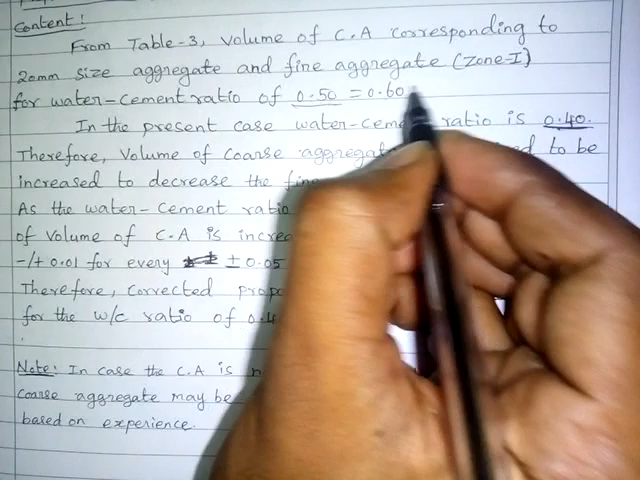 Content:
From Table-3, Volume of C.A Corresponding to
20mm size aggregate and fine aggregate (Zone-I)
for water-cement ratio of 0.50 = 0.60
In the present case water-ceme ratio is 0.40.
Therefore, Volume of Coarse aggregat to be
increased to decrease the fin
As the water-cement ratio
of Volume of C.A is increa
-/+ 0.01 for every ± 0.05
Therefore, Corrected propo
for the w/c ratio of 0.4
Note: In case the C.A is
coarse aggregate may be
based on experience.